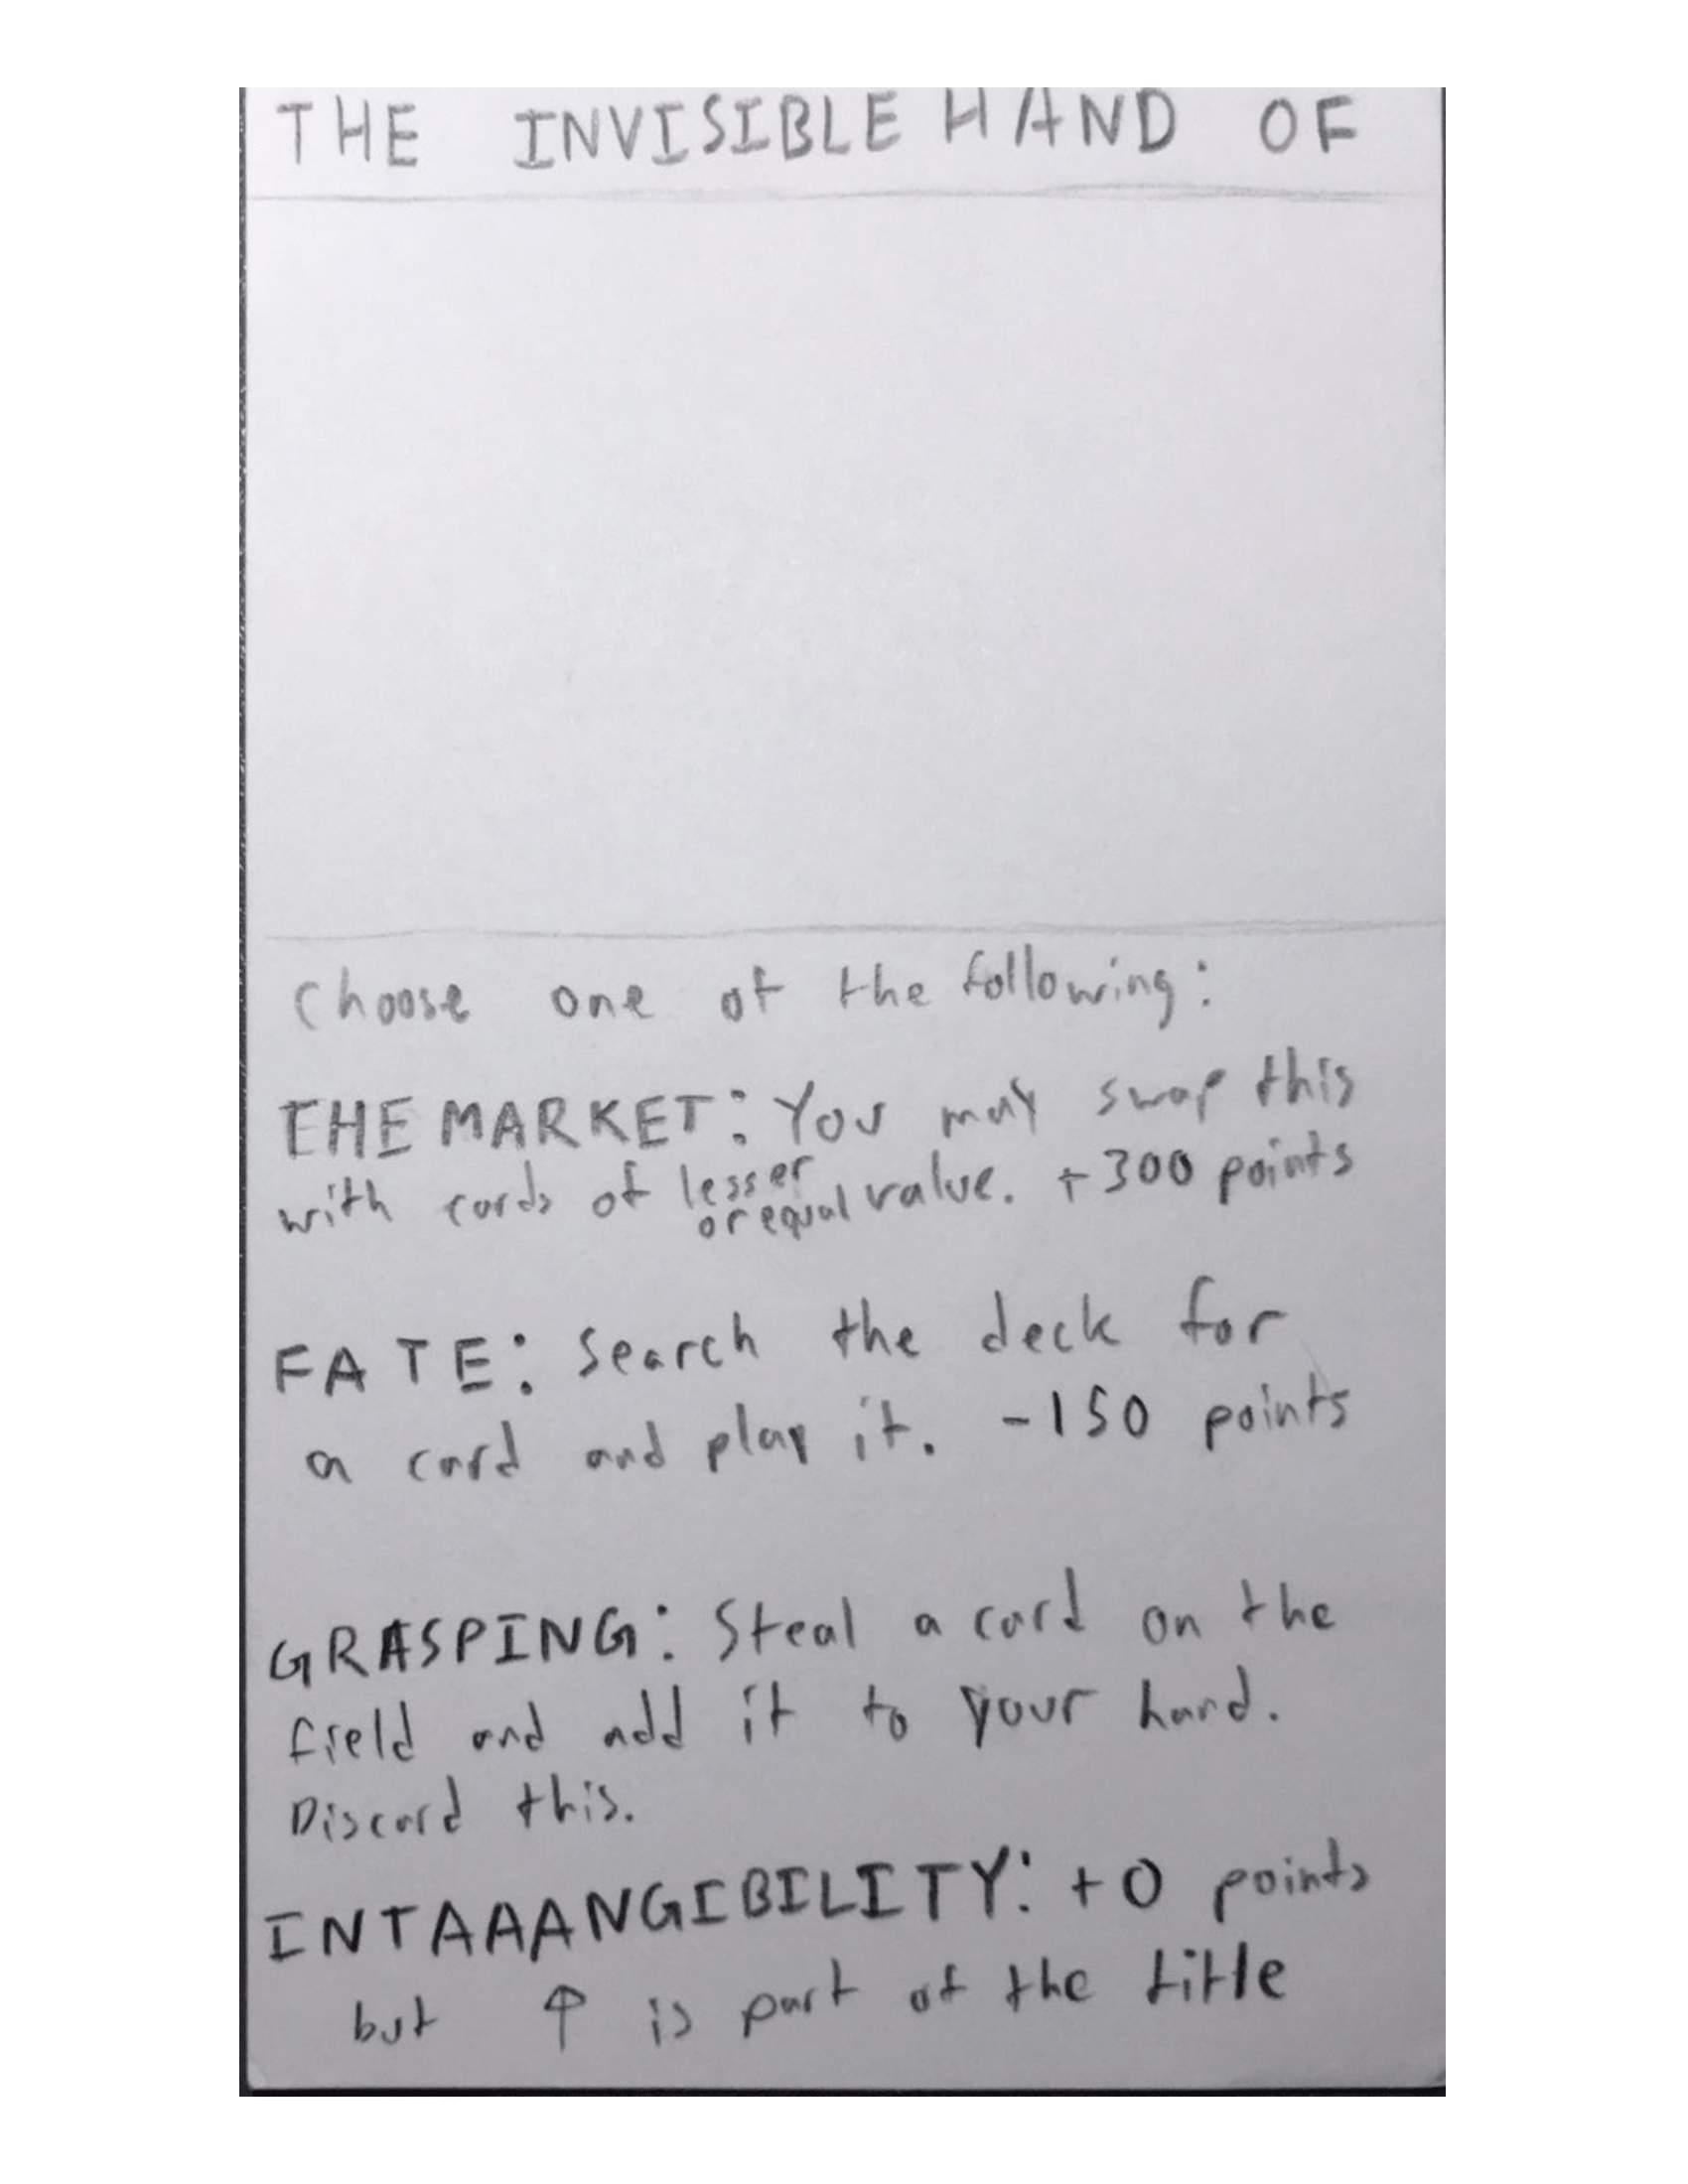 THE INVISIBLE HAND OF
Choose one of the following:
THE MARKET: You may swap this
with cards of lesser or equal value. +300 points
FATE: Search the deck for
a card and play it. -150 points
GRASPING: Steal a card on the
field and add it to your hand.
Discard this.
INTAAANGIBILITY: +0 points
but ↑ is part of the title